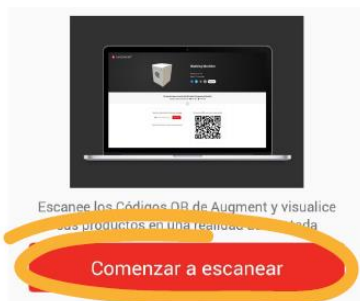 Escanee los Códigos QR de Augment y visualice
sus productos en una realidad
Comenzar a escanear